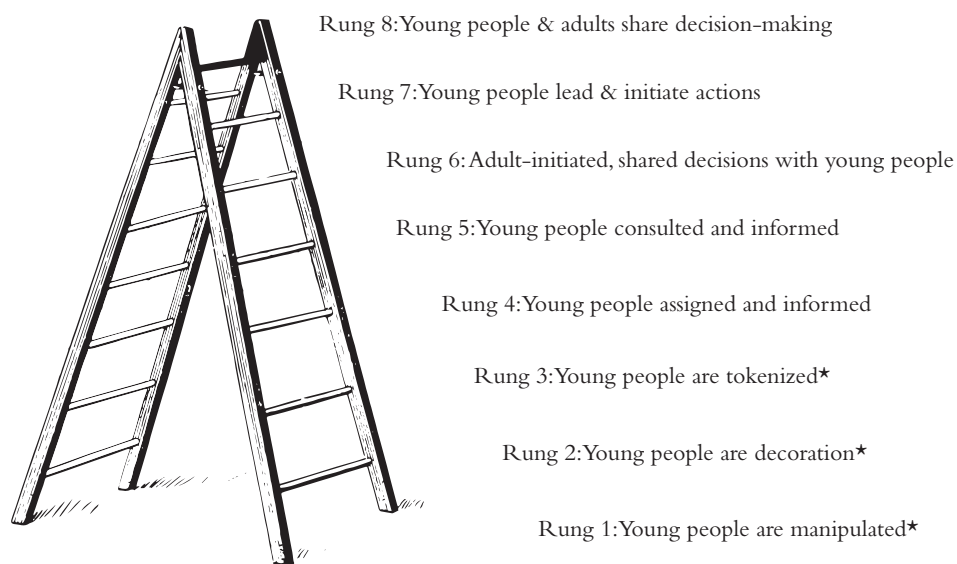 Rung 8: Young people & adults share decision-making
Rung 7: Young people lead & initiate actions
Rung 6: Adult-initiated, shared decisions with young people
Rung 5: Young people consulted and informed
Rung 4: Young people assigned and informed
Rung 3: Young people are tokenized★
Rung 2: Young people are decoration★
Rung 1: Young people are manipulated★